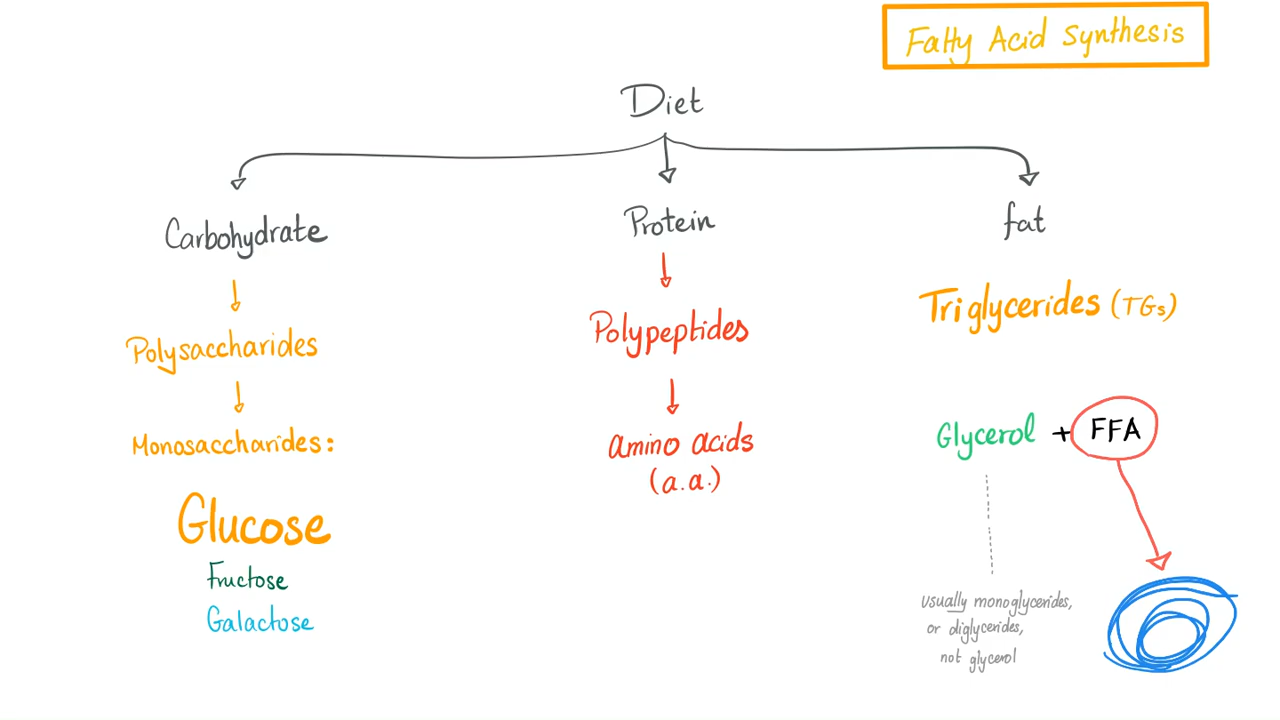 Fatty Acid Synthesis
Diet
Carbohydrate
Polysaccharides
Monosaccharides:
Glucose
Fructose
Galactose
Protein
Polypeptides
Amino acids
(a.a.)
fat
Triglycerides (TGs)
Glycerol + FFA
usually monoglycerides,
or diglycerides,
not glycerol